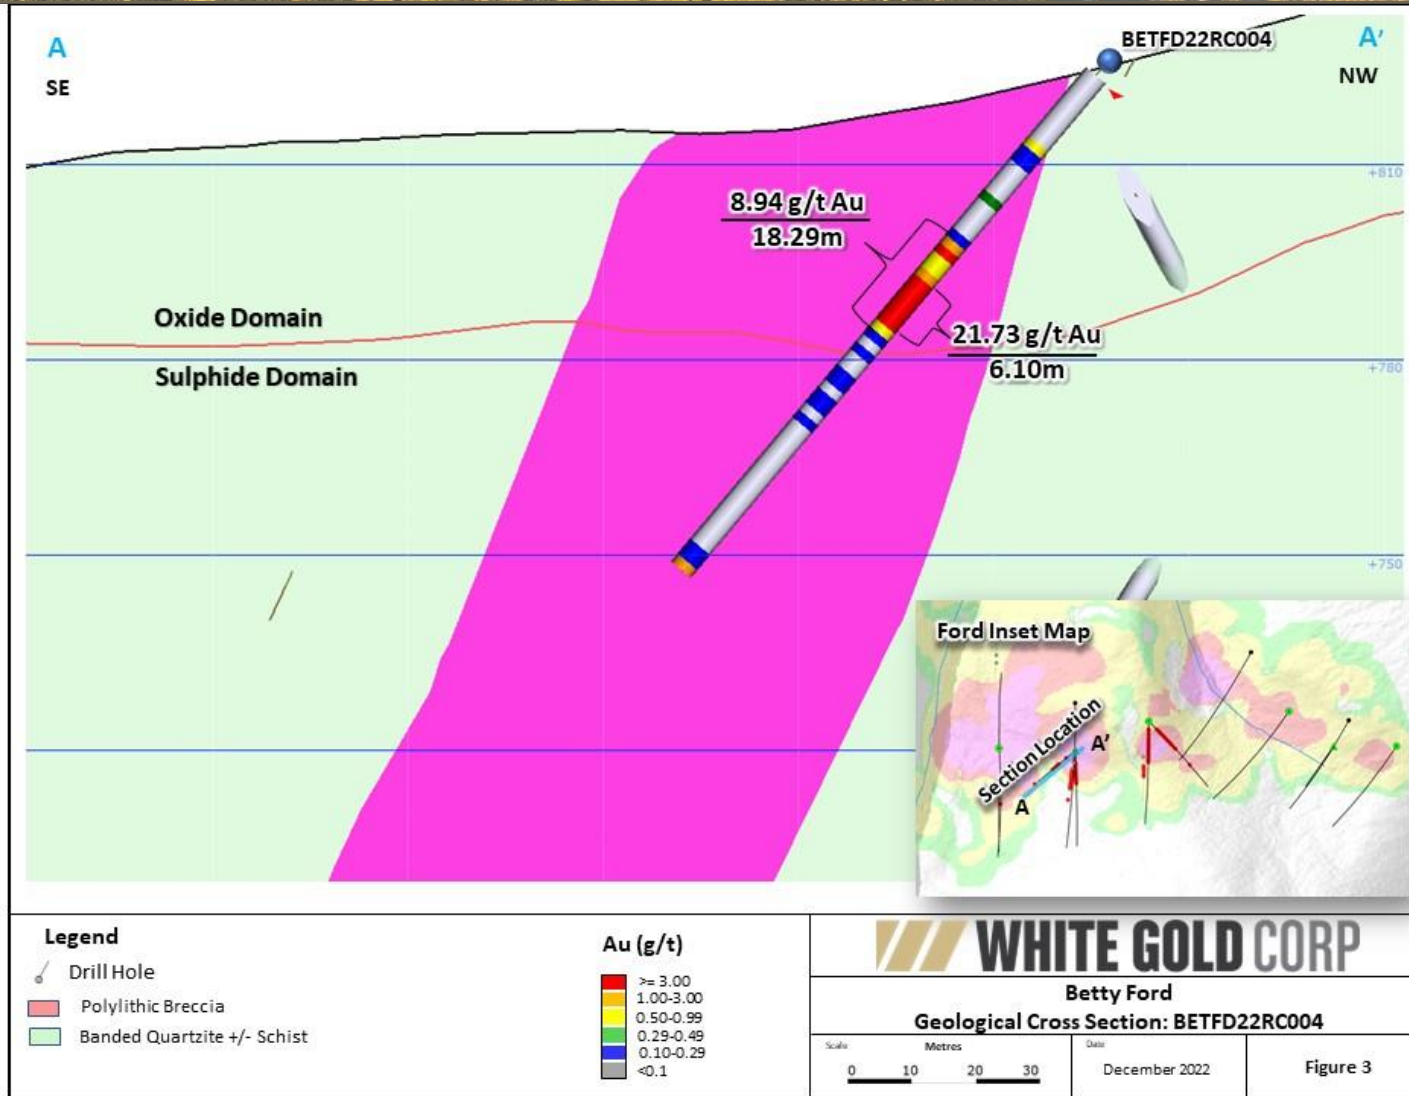 A
SE
BETFD22RC004
A'
NW
+810
8.94 g/t Au
18.29m
Oxide Domain
21.73 g/t Au
6.10m
+780
Sulphide Domain
+750
Ford Inset Map
Section Location
A'
A
Legend
Drill Hole
Polylithic Breccia
Banded Quartzite +/- Schist
Au (g/t)
>= 3.00
1.00-3.00
0.50-0.99
0.29-0.49
0.10-0.29
<0.1
WHITE GOLD CORP
Betty Ford
Geological Cross Section: BETFD22RC004
Scale
Metres
0 10 20 30
Date
December 2022
Figure 3